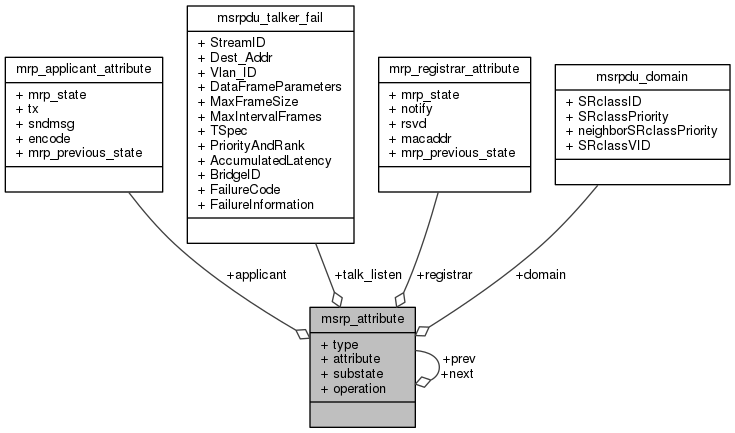 mrp_applicant_attribute
+ mrp_state
+ tx
+ sndmsg
+ encode
+ mrp_previous_state
msrpdu_talker_fail
+ StreamID
+ Dest_Addr
+ Vlan_ID
+ DataFrameParameters
+ MaxFrameSize
+ MaxIntervalFrames
+ TSpec
+ PriorityAndRank
+ AccumulatedLatency
+ BridgeID
+ FailureCode
+ FailureInformation
mrp_registrar_attribute
+ mrp_state
+ notify
+ rsvd
+ macaddr
+ mrp_previous_state
msrpdu_domain
+ SRclassID
+ SRclassPriority
+ neighborSRclassPriority
+ SRclassVID
+applicant
+talk_listen
+registrar
+domain
msrp_attribute
+ type
+ attribute
+ substate
+ operation
+prev
+next